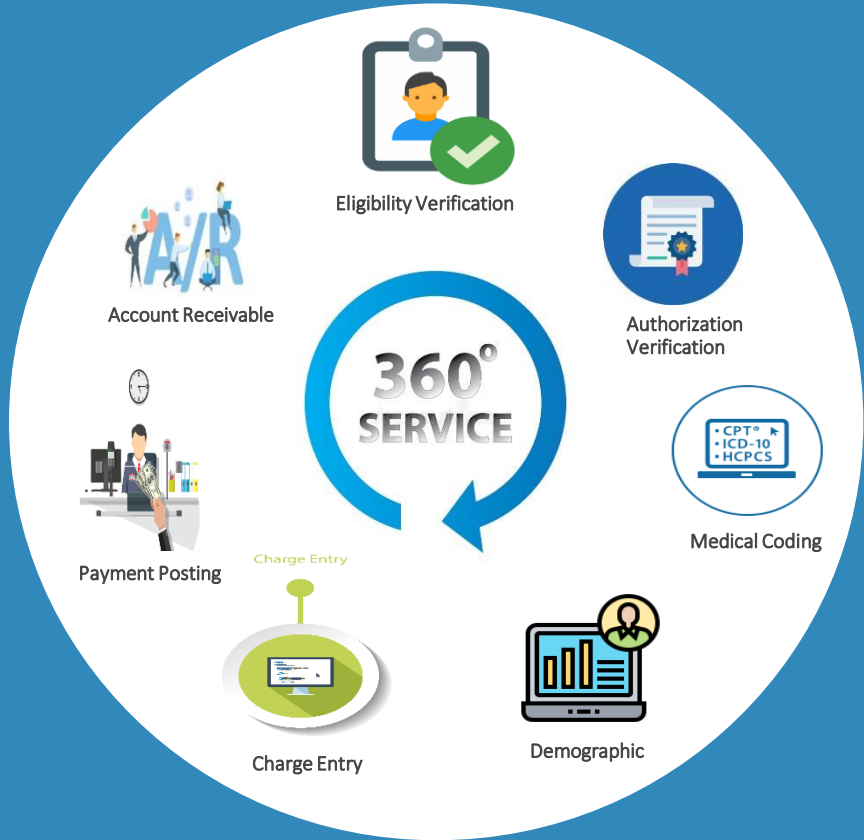 Eligibility Verification
A/R
Account Receivable
Authorization
Verification
360°
SERVICE
• CPT®
• ICD-10
• HCPCS
Medical Coding
Payment Posting
Charge Entry
Charge Entry
Demographic